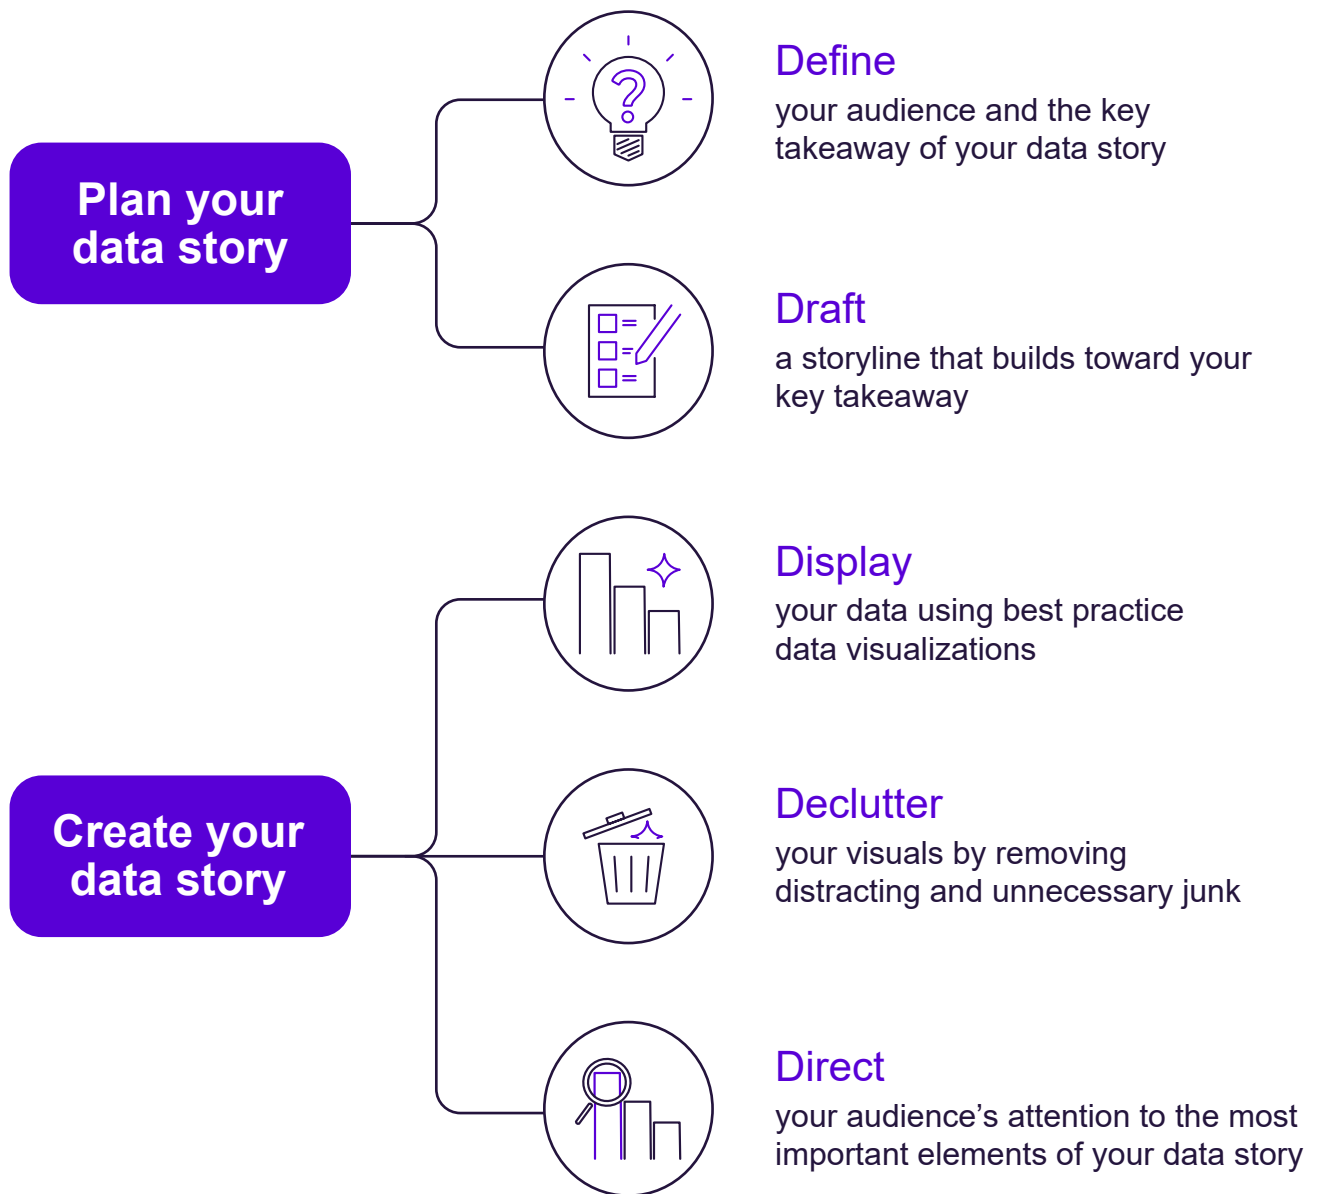 Plan your
data story
Define
your audience and the key
takeaway of your data story
Draft
a storyline that builds toward your
key takeaway
Create your
data story
Display
your data using best practice
data visualizations
Declutter
your visuals by removing
distracting and unnecessary junk
Direct
your audience’s attention to the most
important elements of your data story